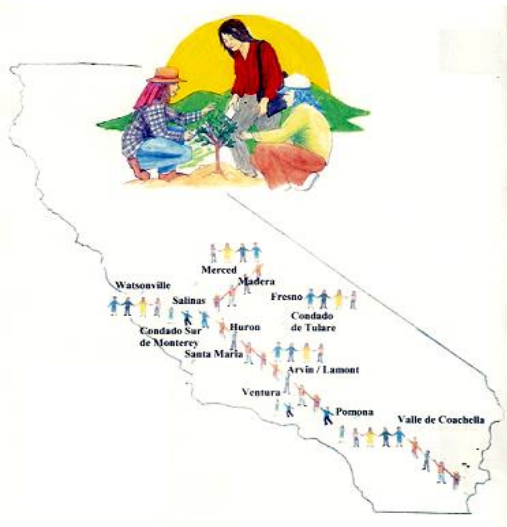 Merced
Madera
Watsonville
Salinas
Fresno
Condado
de Tulare
Condado Sur
de Monterey
Huron
Santa Maria
Arvin / Lamont
Ventura
Pomona
Valle de Coachella